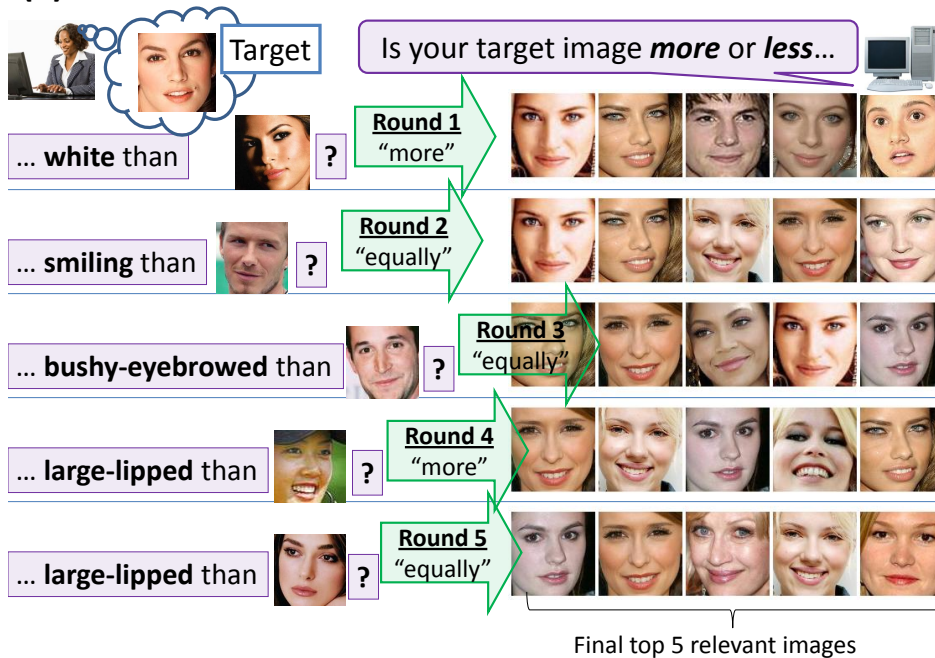 Target
Is your target image more or less...
... white than
?
Round 1
"more"
... smiling than
?
Round 2
"equally"
... bushy-eyebrowed than
?
Round 3
"equally"
... large-lipped than
?
Round 4
"more"
... large-lipped than
?
Round 5
"equally"
Final top 5 relevant images